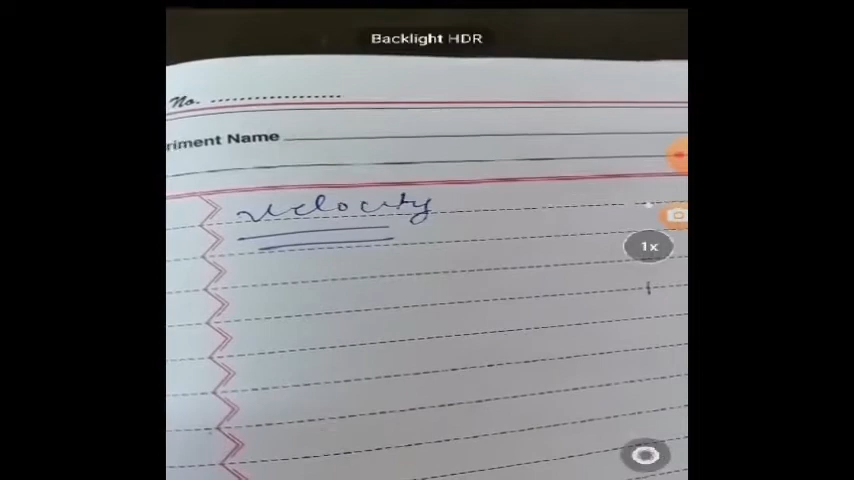 Backlight HDR
No. ....................
riment Name
velocity
1x